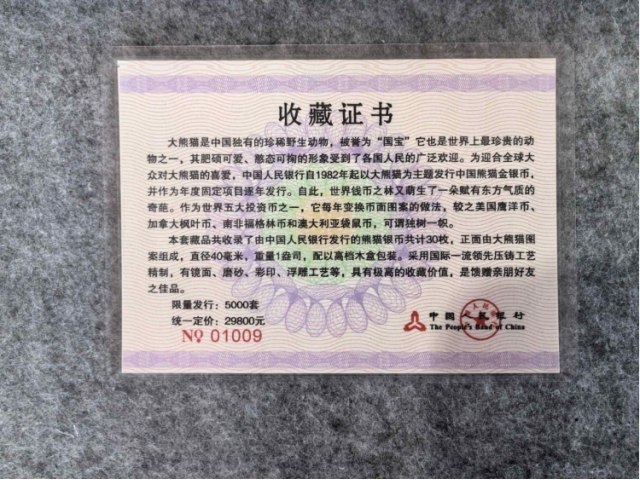 收藏证书
大熊猫是中国独有的珍稀野生动物，被誉为“国宝”它也是世界上最珍贵的动
物之一，其肥硕可爱、憨态可掬的形象受到了各国人民的广泛欢迎。为迎合全球大
众对大熊猫的喜爱，中国人民银行自1982年起以大熊猫为主题发行中国熊猫金银币，
并作为年度固定项目逐年发行。自此，世界钱币之林又萌生了一朵赋有东方气质的
奇葩。作为世界五大投资币之一，它每年变换币面图案的做法，较之美国鹰洋币、
加拿大枫叶币、南非福格林币和澳大利亚袋鼠币，可谓独树一帜。
本套藏品共收录了由中国人民银行发行的熊猫银币共计30枚，正面由大熊猫图
案组成，直径40毫米，重量1盎司，配以高档木盒包装。采用国际一流领先压铸工艺
精制，有镜面、磨砂、彩印、浮雕工艺等，具有极高的收藏价值，是馈赠亲朋好友
之佳品。
限量发行：5000套
统一定价：29800元
NO 01009
中国人民银行
The People's Bank of China